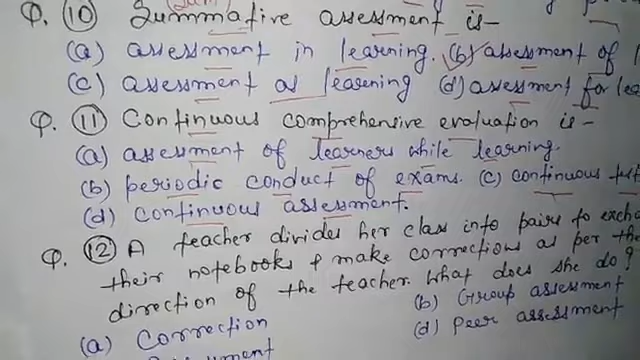 Q. (10) Summative assessment is-
(a) assessment in learning. (b) assessment of
(c) assessment as learning (d) assessment for lea
Q. (11) Continuous comprehensive evaluation is-
(a) assessment of learners while learning.
(b) periodic conduct of exams. (c) continuous
(d) continuous assessment.
Q. (12) A teacher divides her class into pairs to excha
their notebooks & make corrections as per the
direction of the teacher. What does she do?
(a) Correction (b) Group assessment
(d) Peer assessment